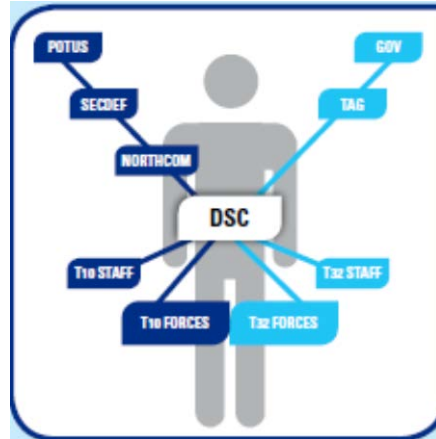 POTUS
GOV
SECDEF
TAG
NORTHCOM
DSC
T10 STAFF
T32 STAFF
T10 FORCES
T32 FORCES